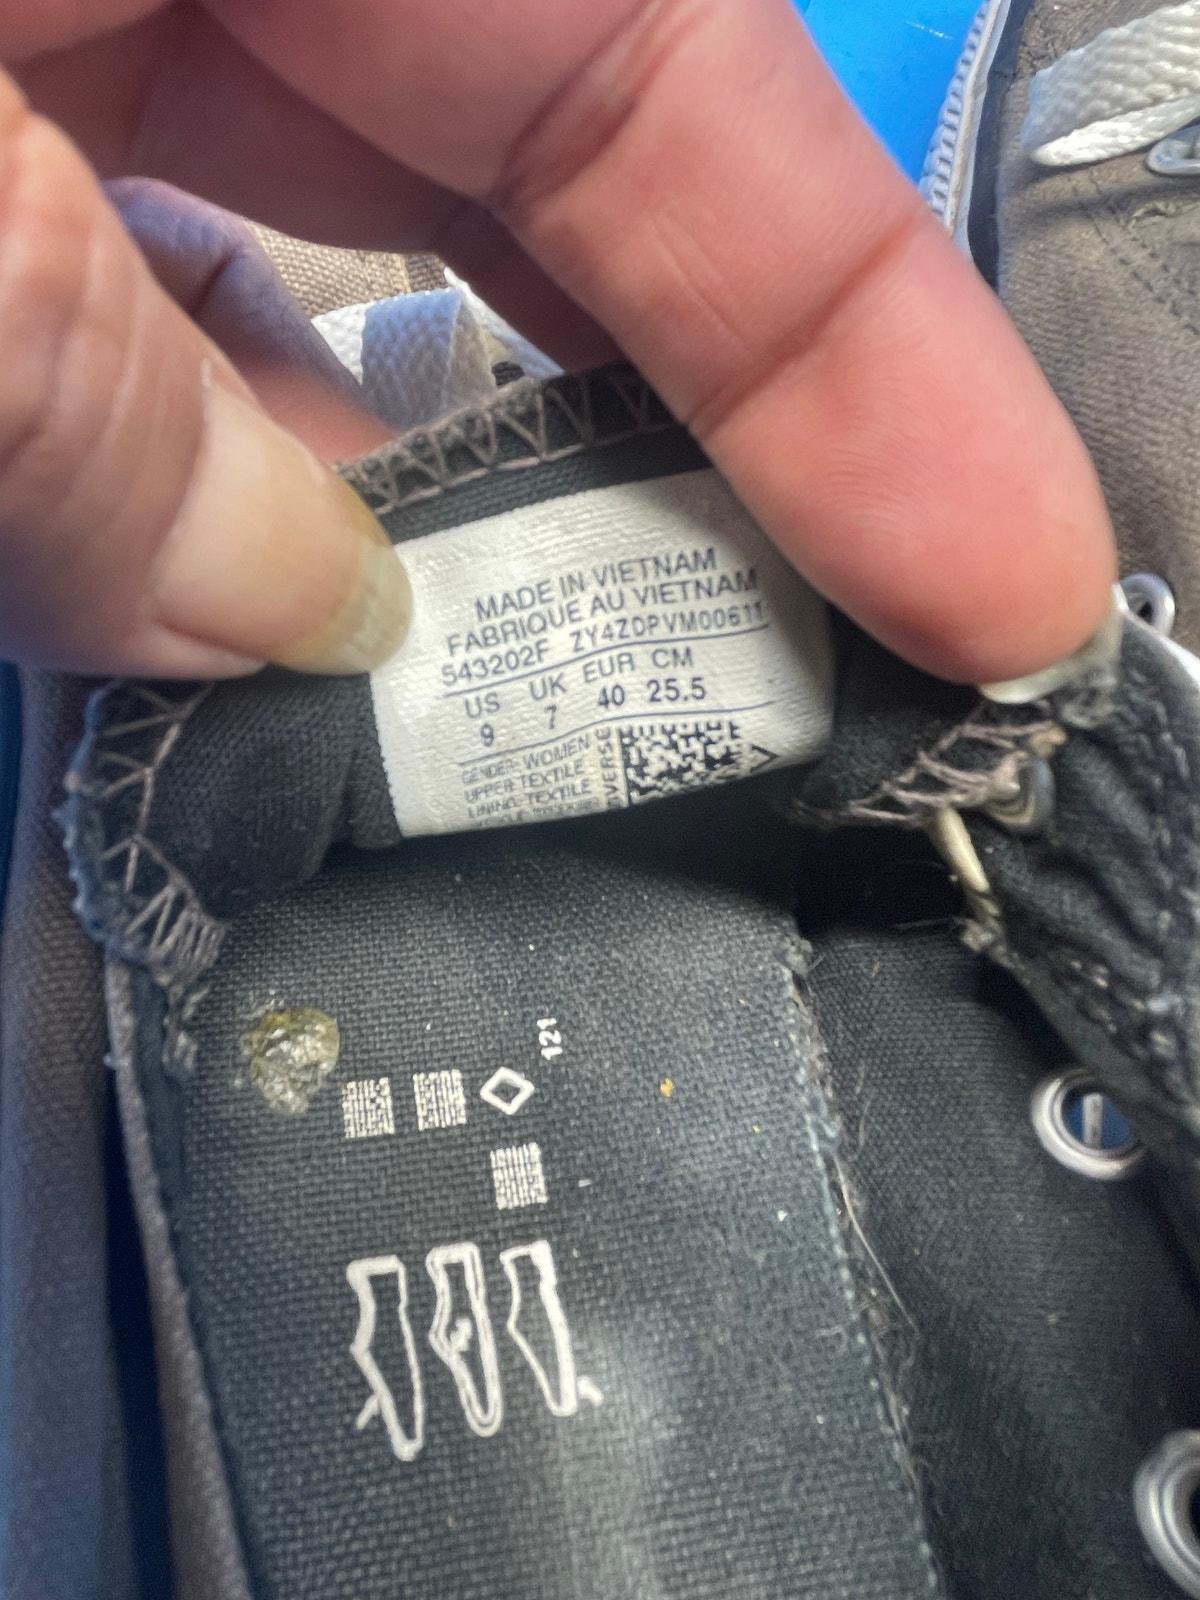 MADE IN VIETNAM
FABRIQUE AU VIETNAM
543202F ZY4ZDPVM00611
US UK EUR CM
9 7 40 25.5
GENDER: WOMEN
UPPER: TEXTILE
LINING: TEXTILE
121